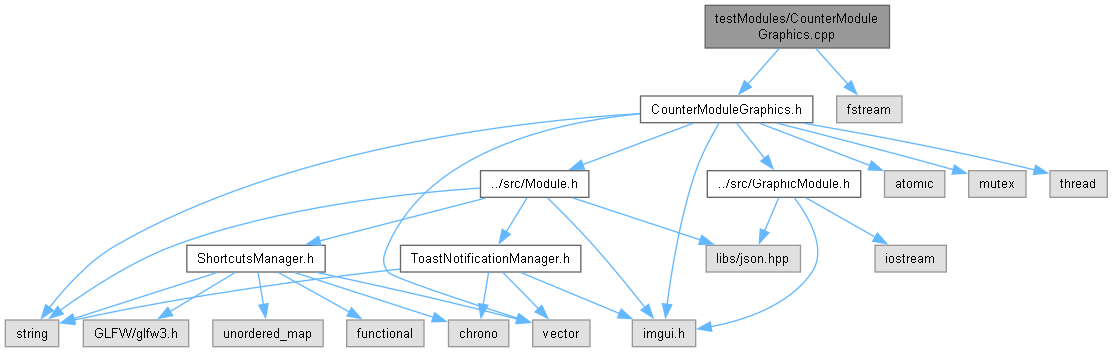 testModules/CounterModule
Graphics.cpp
CounterModuleGraphics.h
fstream
../src/Module.h
../src/GraphicModule.h
atomic
mutex
thread
ShortcutsManager.h
ToastNotificationManager.h
libs/json.hpp
iostream
string
GLFW/glfw3.h
unordered_map
functional
chrono
vector
imgui.h